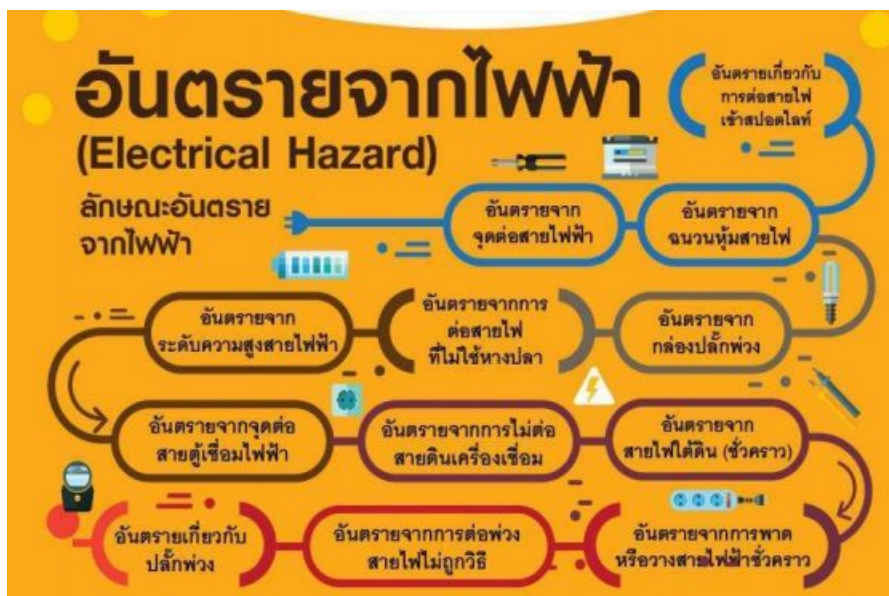 อันตรายจากไฟฟ้า
(Electrical Hazard)
ลักษณะอันตราย
จากไฟฟ้า
อันตรายเกี่ยวกับ
การต่อสายไฟ
เข้าสปอตไลท์
อันตรายจาก
จุดต่อสายไฟฟ้า
อันตรายจาก
ฉนวนหุ้มสายไฟ
อันตรายจาก
ระดับความสูงสายไฟฟ้า
อันตรายจากการ
ต่อสายไฟ
ที่ไม่ใช้หางปลา
อันตรายจาก
กล่องปลั๊กพ่วง
อันตรายจากจุดต่อ
สายตู้เชื่อมไฟฟ้า
อันตรายจากการไม่ต่อ
สายดินเครื่องเชื่อม
อันตรายจาก
สายไฟใต้ดิน (ชั่วคราว)
อันตรายเกี่ยวกับ
ปลั๊กพ่วง
อันตรายจากการต่อพ่วง
สายไฟไม่ถูกวิธี
อันตรายจากการพาด
หรือวางสายไฟฟ้าชั่วคราว